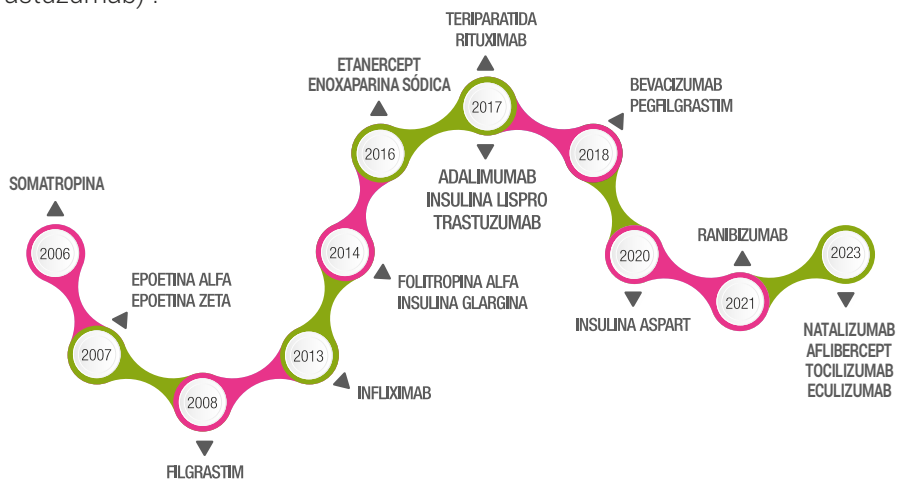 astuzumab) .
TERIPARATIDA
RITUXIMAB
ETANERCEPT
ENOXAPARINA SÓDICA
2017
BEVACIZUMAB
PEGFILGRASTIM
2016
2018
ADALIMUMAB
INSULINA LISPRO
TRASTUZUMAB
SOMATROPINA
2006
2014
RANIBIZUMAB
2020
2023
EPOETINA ALFA
EPOETINA ZETA
FOLITROPINA ALFA
INSULINA GLARGINA
2021
INSULINA ASPART
2007
2013
NATALIZUMAB
AFLIBERCEPT
TOCILIZUMAB
ECULIZUMAB
INFLIXIMAB
2008
FILGRASTIM